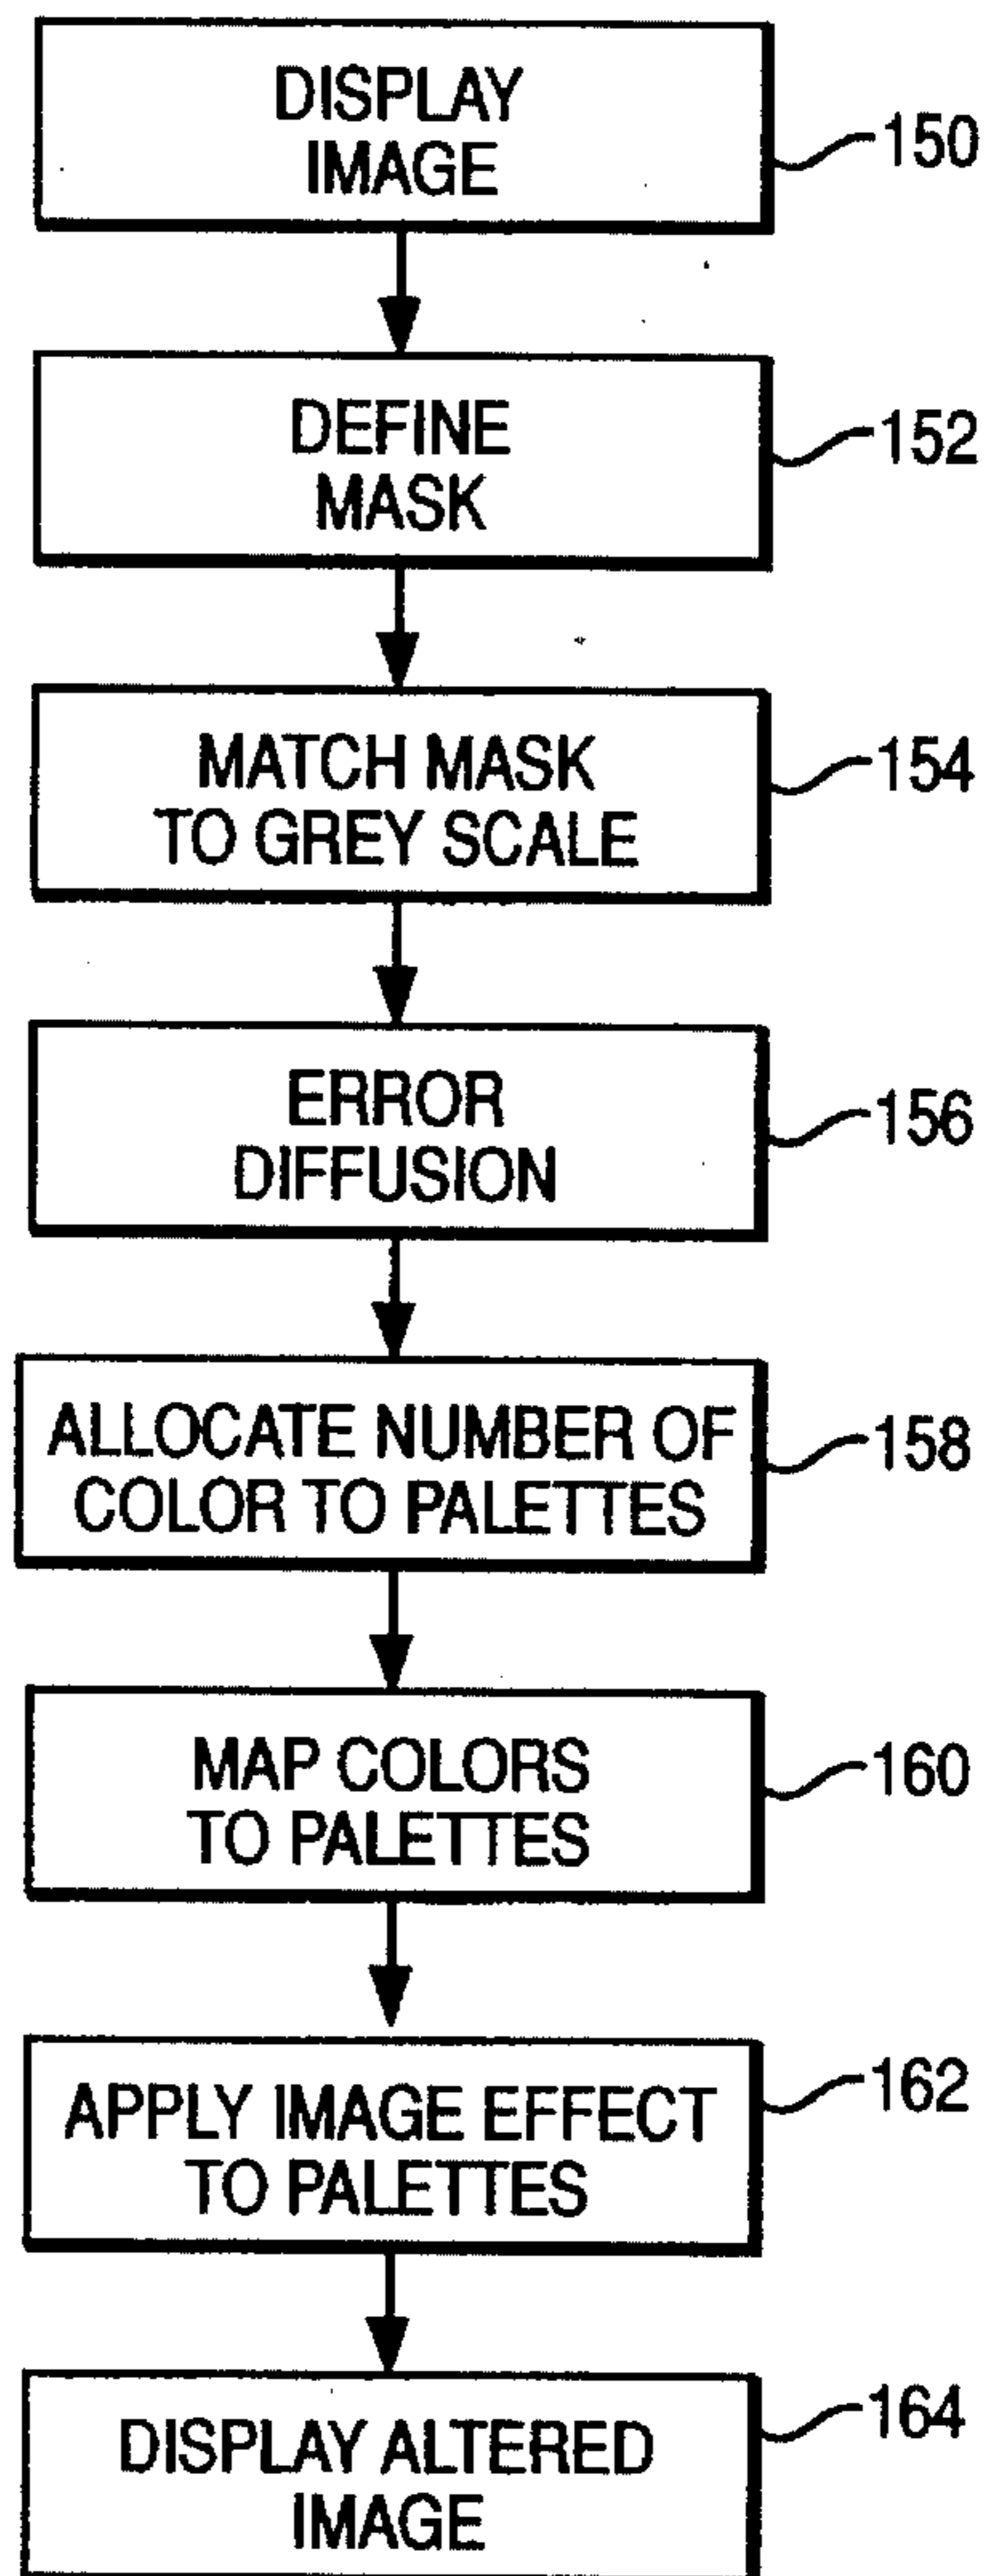 DISPLAY
IMAGE
150
DEFINE
MASK
152
MATCH MASK
TO GREY SCALE
154
ERROR
DIFFUSION
156
ALLOCATE NUMBER OF
COLOR TO PALETTES
158
MAP COLORS
TO PALETTES
160
APPLY IMAGE EFFECT
TO PALETTES
162
DISPLAY ALTERED
IMAGE
164